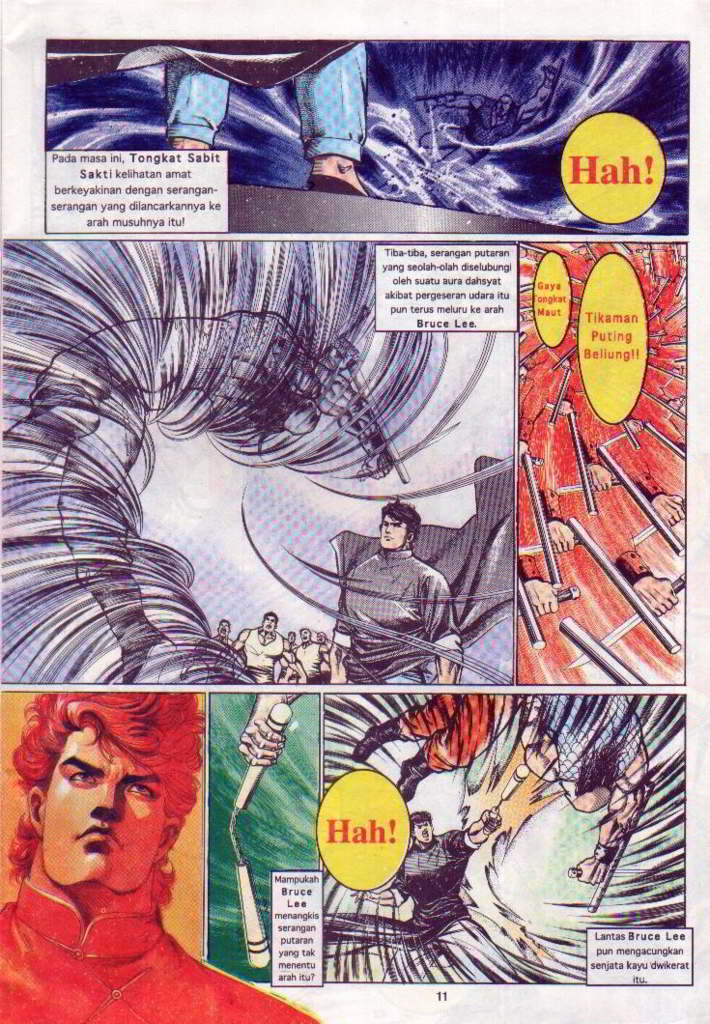 Pada masa ini, Tongkat Sabit
Sakti kelihatan amat
berkeyakinan dengan serangan-
serangan yang dilancarkannya ke
arah musuhnya itu!
Hah!
Tiba-tiba, serangan putaran
yang seolah-olah diselubungi
oleh suatu aura dahsyat
akibat pergeseran udara itu
pun terus meluru ke arah
Bruce Lee.
Gaya
Tongkat
Maut
Tikaman
Puting
Beliung!!
Mampukah
Bruce
Lee
menangkis
serangan
putaran
yang tak
menentu
arah itu?
Hah!
Lantas Bruce Lee
pun mengacungkan
senjata kayu dwikerat
itu.
11